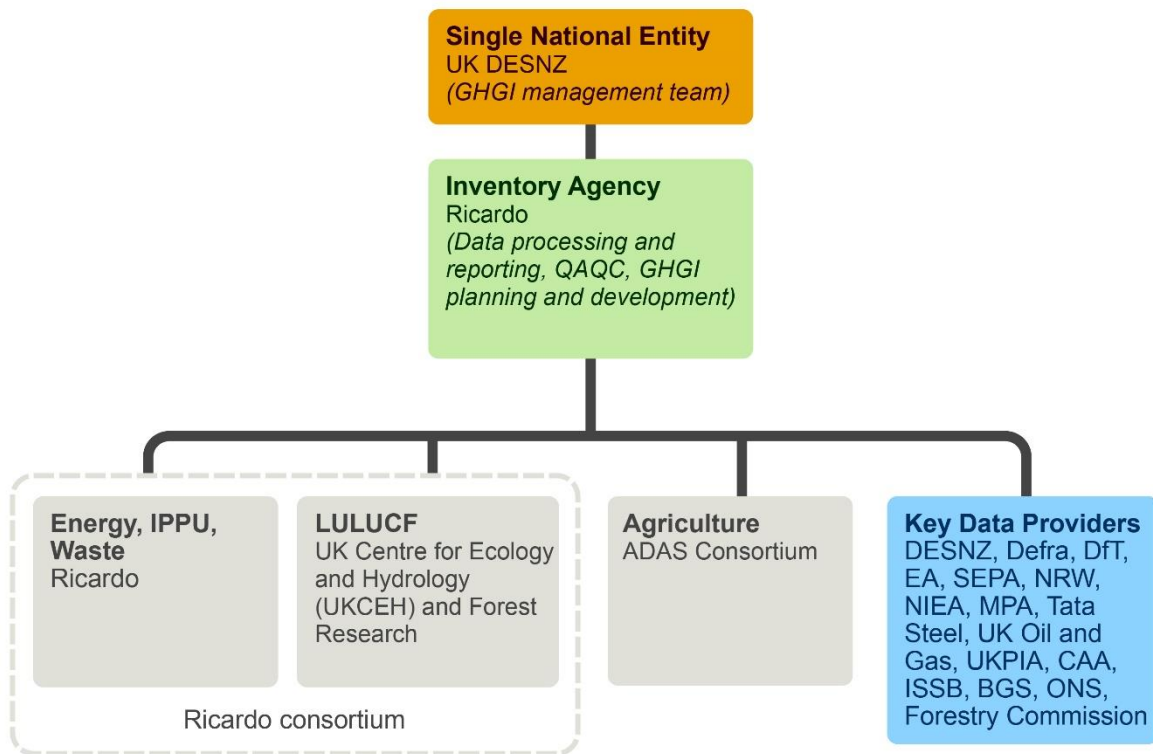 Single National Entity
UK DESNZ
(GHGI management team)
Inventory Agency
Ricardo
(Data processing and
reporting, QAQC, GHGI
planning and development)
Energy, IPPU,
Waste
Ricardo
LULUCF
UK Centre for Ecology
and Hydrology
(UKCEH) and Forest
Research
Ricardo consortium
Agriculture
ADAS Consortium
Key Data Providers
DESNZ, Defra, DfT,
EA, SEPA, NRW,
NIEA, MPA, Tata
Steel, UK Oil and
Gas, UKPIA, CAA,
ISSB, BGS, ONS,
Forestry Commission